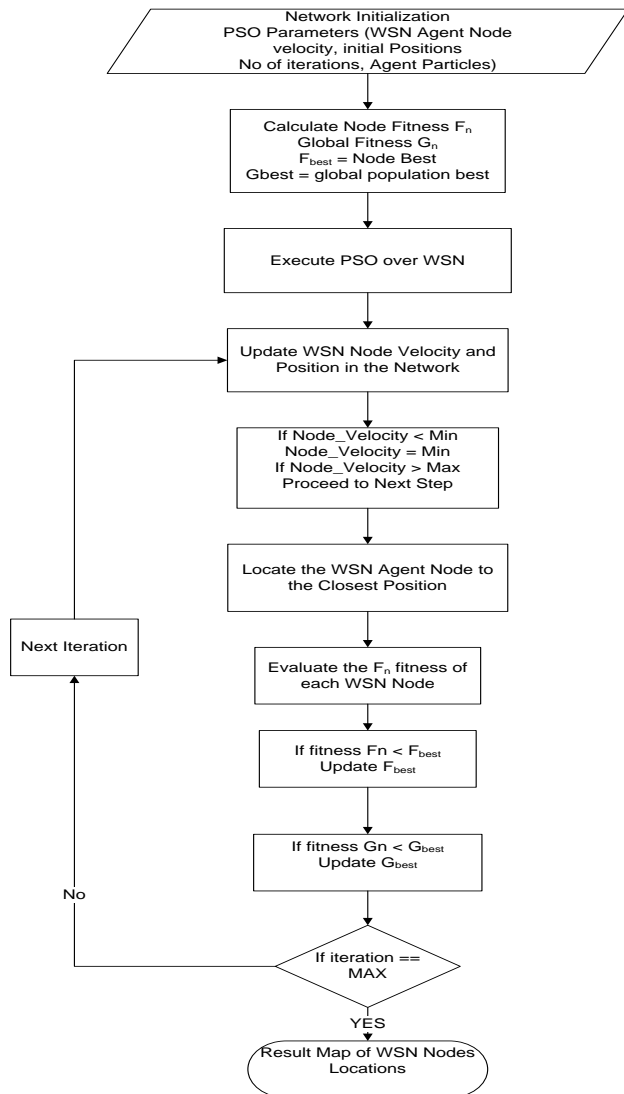 Network Initialization
PSO Parameters (WSN Agent Node
velocity, initial Positions
No of iterations, Agent Particles)
Calculate Node Fitness Fn
Global Fitness Gn
Fbest = Node Best
Gbest = global population best
Execute PSO over WSN
Update WSN Node Velocity and
Position in the Network
If Node_Velocity < Min
Node_Velocity = Min
If Node_Velocity > Max
Proceed to Next Step
Locate the WSN Agent Node to
the Closest Position
Next Iteration
Evaluate the Fn fitness of
each WSN Node
If fitness Fn < Fbest
Update Fbest
If fitness Gn < Gbest
Update Gbest
No
If iteration ==
MAX
YES
Result Map of WSN Nodes
Locations